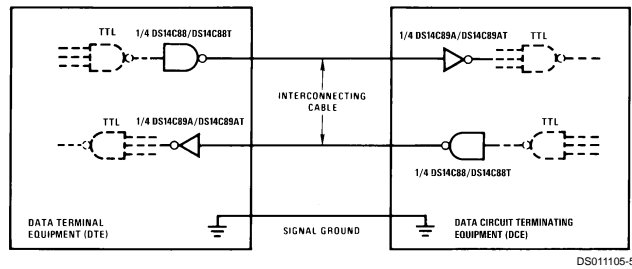 TTL 1/4 DS14C88/DS14C88T
1/4 DS14C89A/DS14C89AT TTL
INTERCONNECTING
CABLE
TTL 1/4 DS14C89A/DS14C89AT
TTL
1/4 DS14C88/DS14C88T
DATA TERMINAL
EQUIPMENT (DTE)
SIGNAL GROUND
DATA CIRCUIT TERMINATING
EQUIPMENT (DCE)
DS011105-5